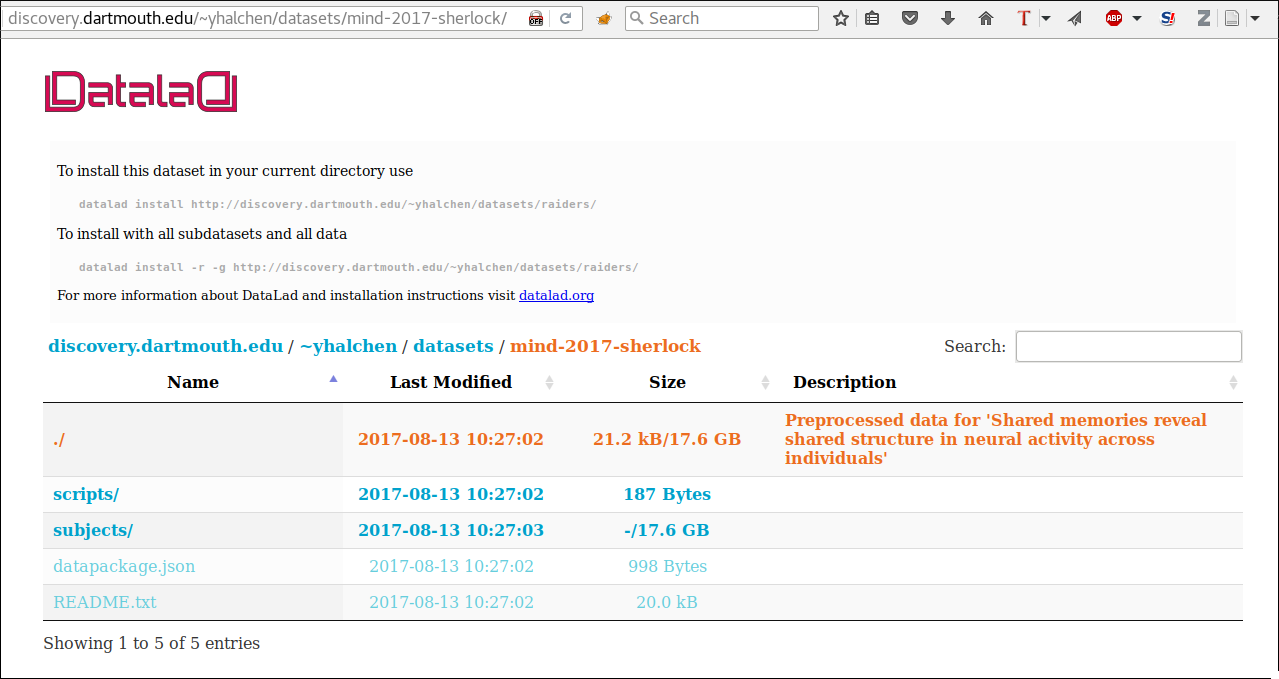 discovery.dartmouth.edu/~yhalchen/datasets/mind-2017-sherlock/ OFF Search T ABP S! Z
DataLad
To install this dataset in your current directory use
datalad install http://discovery.dartmouth.edu/~yhalchen/datasets/raiders/
To install with all subdatasets and all data
datalad install -r -g http://discovery.dartmouth.edu/~yhalchen/datasets/raiders/
For more information about DataLad and installation instructions visit datalad.org
discovery.dartmouth.edu / ~yhalchen / datasets / mind-2017-sherlock Search:
Name Last Modified Size Description
./ 2017-08-13 10:27:02 21.2 kB/17.6 GB Preprocessed data for 'Shared memories reveal
shared structure in neural activity across
individuals'
scripts/ 2017-08-13 10:27:02 187 Bytes
subjects/ 2017-08-13 10:27:03 -/17.6 GB
datapackage.json 2017-08-13 10:27:02 998 Bytes
README.txt 2017-08-13 10:27:02 20.0 kB
Showing 1 to 5 of 5 entries